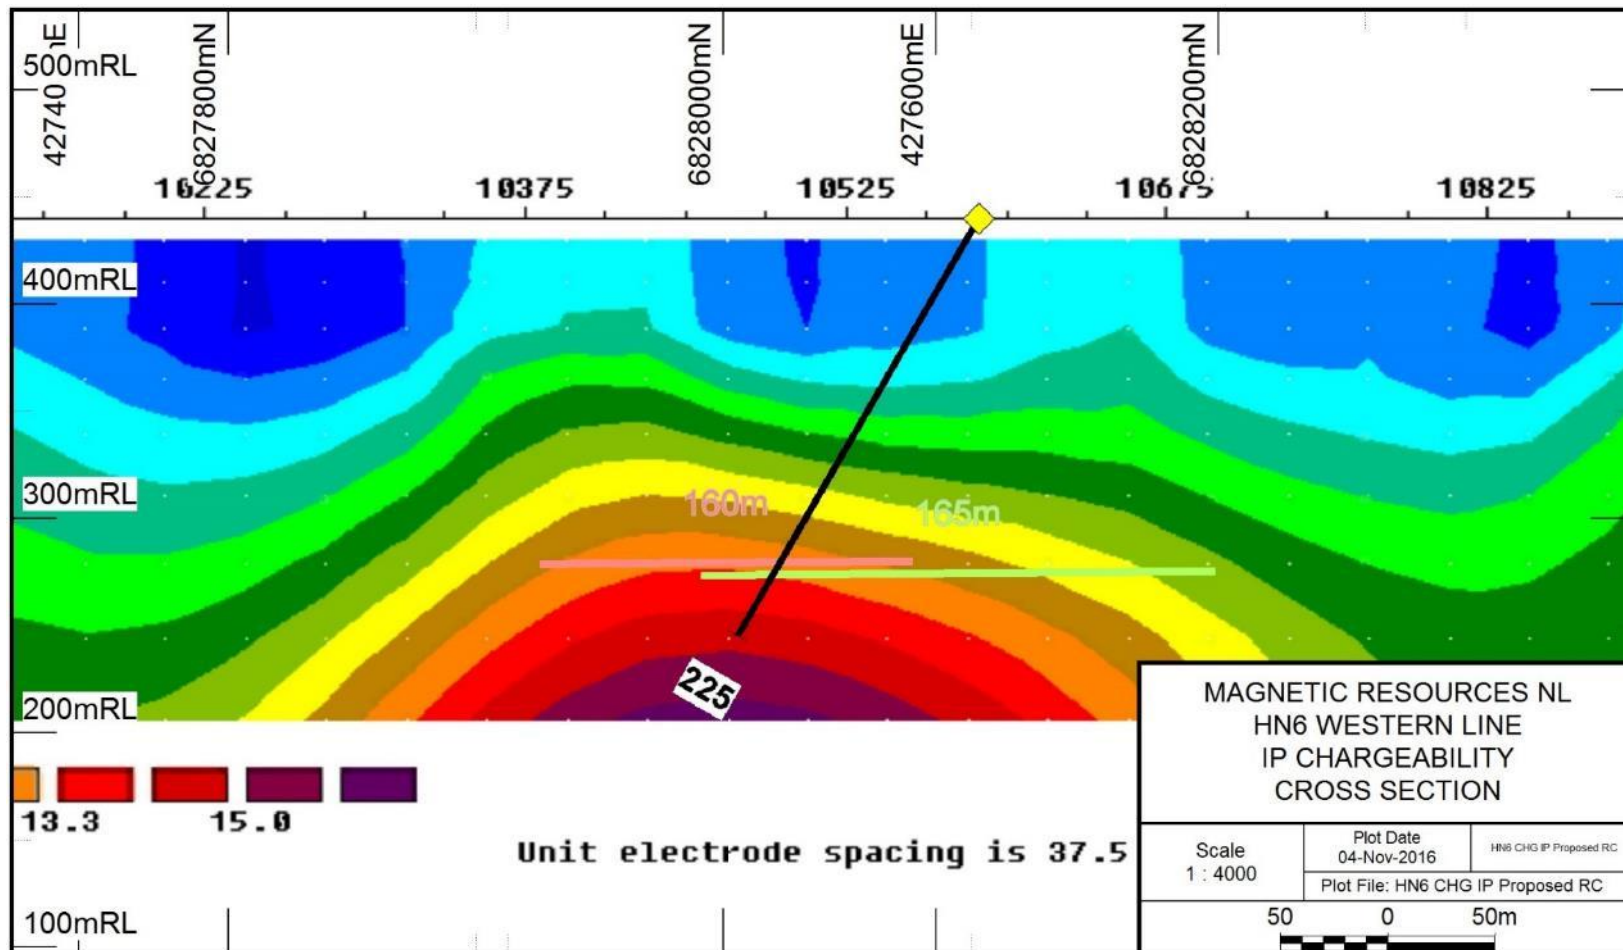 42740 mE
6827800mN
6828000mN
427600mE
6828200mN
500mRL
10225
10375
10525
10675
10825
400mRL
300mRL
160m
165m
225
200mRL
13.3
15.0
Unit electrode spacing is 37.5
100mRL
MAGNETIC RESOURCES NL
HN6 WESTERN LINE
IP CHARGEABILITY
CROSS SECTION
Scale
1 : 4000
Plot Date
04-Nov-2016
HN6 CHG IP Proposed RC
Plot File: HN6 CHG IP Proposed RC
50 0 50m